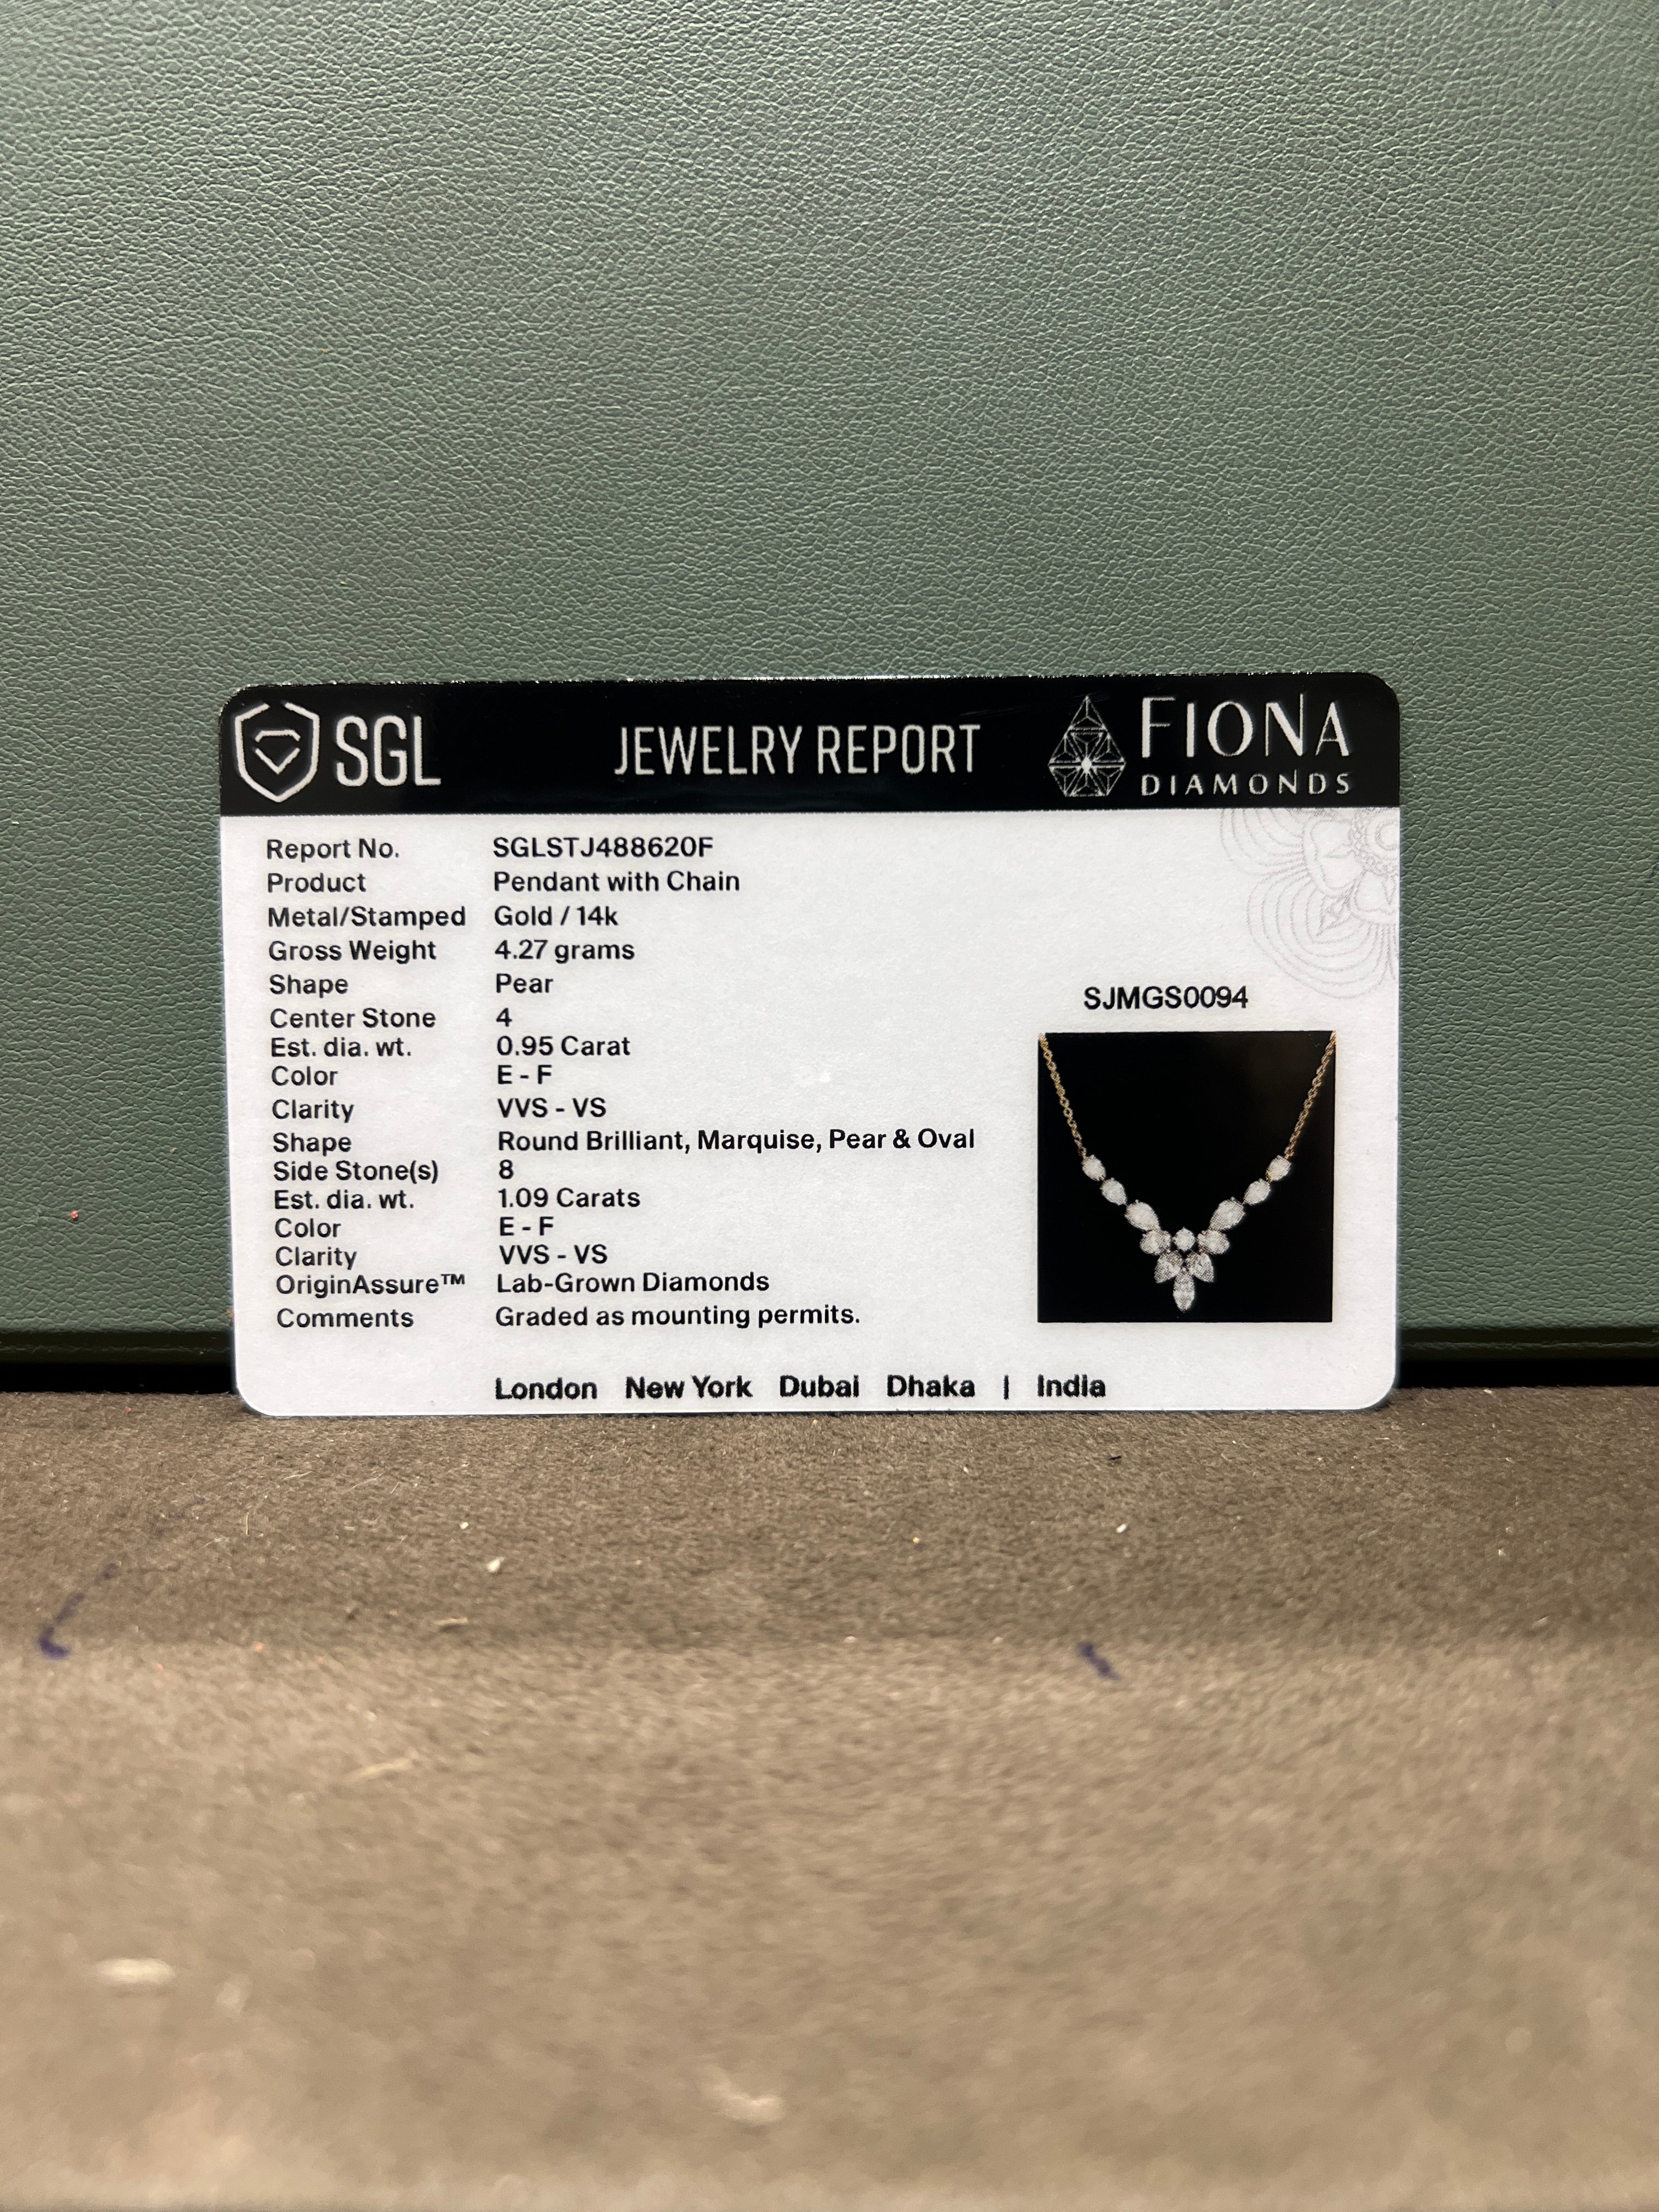 SGL
JEWELRY REPORT
FIONA
DIAMONDS
Report No. SGLSTJ488620F
Product Pendant with Chain
Metal/Stamped Gold / 14k
Gross Weight 4.27 grams
Shape Pear
Center Stone 4
Est. dia. wt. 0.95 Carat
Color E - F
Clarity VVS - VS
Shape Round Brilliant, Marquise, Pear & Oval
Side Stone(s) 8
Est. dia. wt. 1.09 Carats
Color E - F
Clarity VVS - VS
OriginAssure™ Lab-Grown Diamonds
Comments Graded as mounting permits.
SJMGS0094
London New York Dubai Dhaka | India